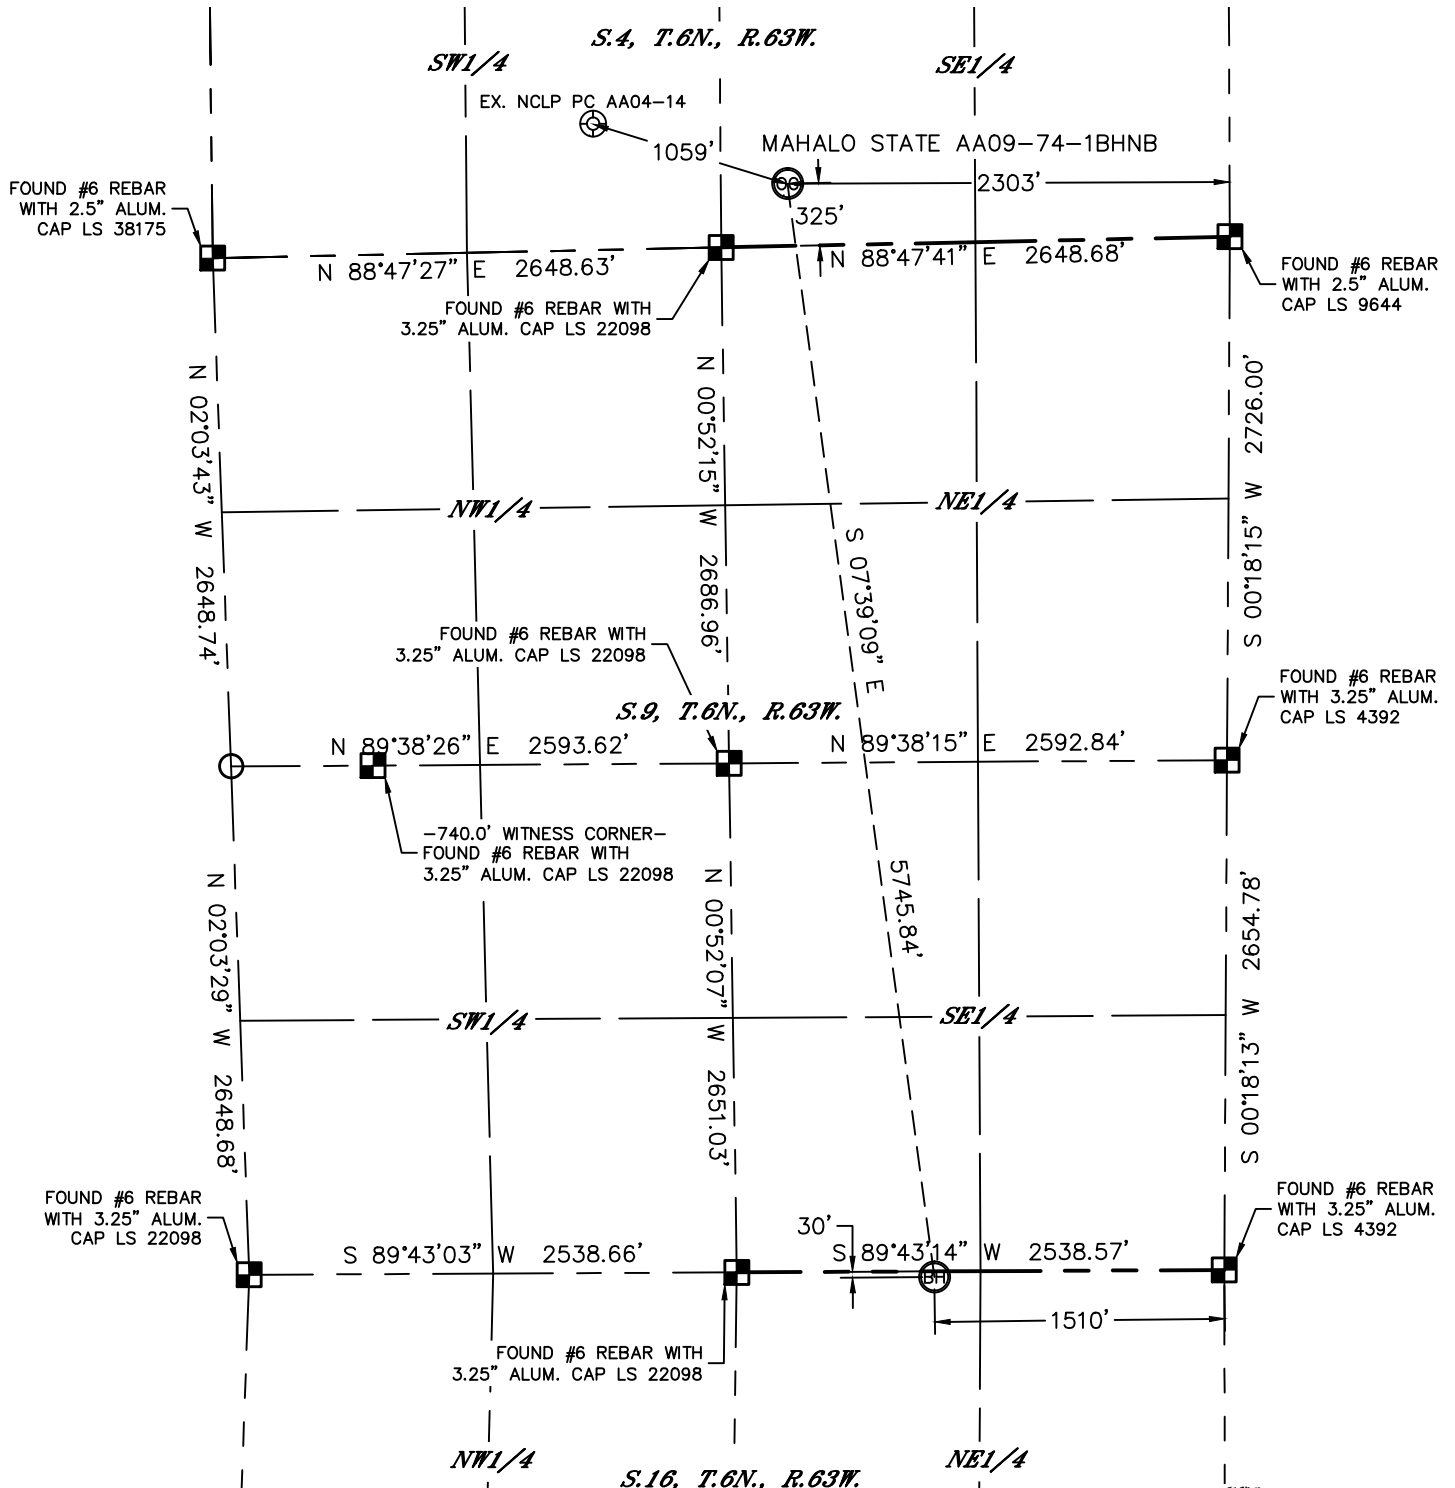 S.4, T.6N., R.63W.
SW1/4
SE1/4
EX. NCLP PC AA04-14
1059'
MAHALO STATE AA09-74-1BHNB
2303'
325'
FOUND #6 REBAR
WITH 2.5" ALUM.
CAP LS 38175
N 88°47'27" E 2648.63'
N 88°47'41" E 2648.68'
FOUND #6 REBAR
WITH 2.5" ALUM.
CAP LS 9644
FOUND #6 REBAR WITH
3.25" ALUM. CAP LS 22098
N 02°03'43" W 2648.74'
N 00°52'15" W 2686.96'
S 00°18'15" W 2726.00'
NW1/4
NE1/4
S 07°39'09" E 5745.84'
FOUND #6 REBAR WITH
3.25" ALUM. CAP LS 22098
S.9, T.6N., R.63W.
FOUND #6 REBAR
WITH 3.25" ALUM.
CAP LS 4392
N 89°38'26" E 2593.62'
N 89°38'15" E 2592.84'
-740.0' WITNESS CORNER-
FOUND #6 REBAR WITH
3.25" ALUM. CAP LS 22098
N 02°03'29" W 2648.68'
N 00°52'07" W 2651.03'
S 00°18'13" W 2654.78'
SW1/4
SE1/4
FOUND #6 REBAR
WITH 3.25" ALUM.
CAP LS 22098
FOUND #6 REBAR
WITH 3.25" ALUM.
CAP LS 4392
30'
S 89°43'03" W 2538.66'
S 89°43'14" W 2538.57'
BH
1510'
FOUND #6 REBAR WITH
3.25" ALUM. CAP LS 22098
NW1/4
NE1/4
S.16, T.6N., R.63W.